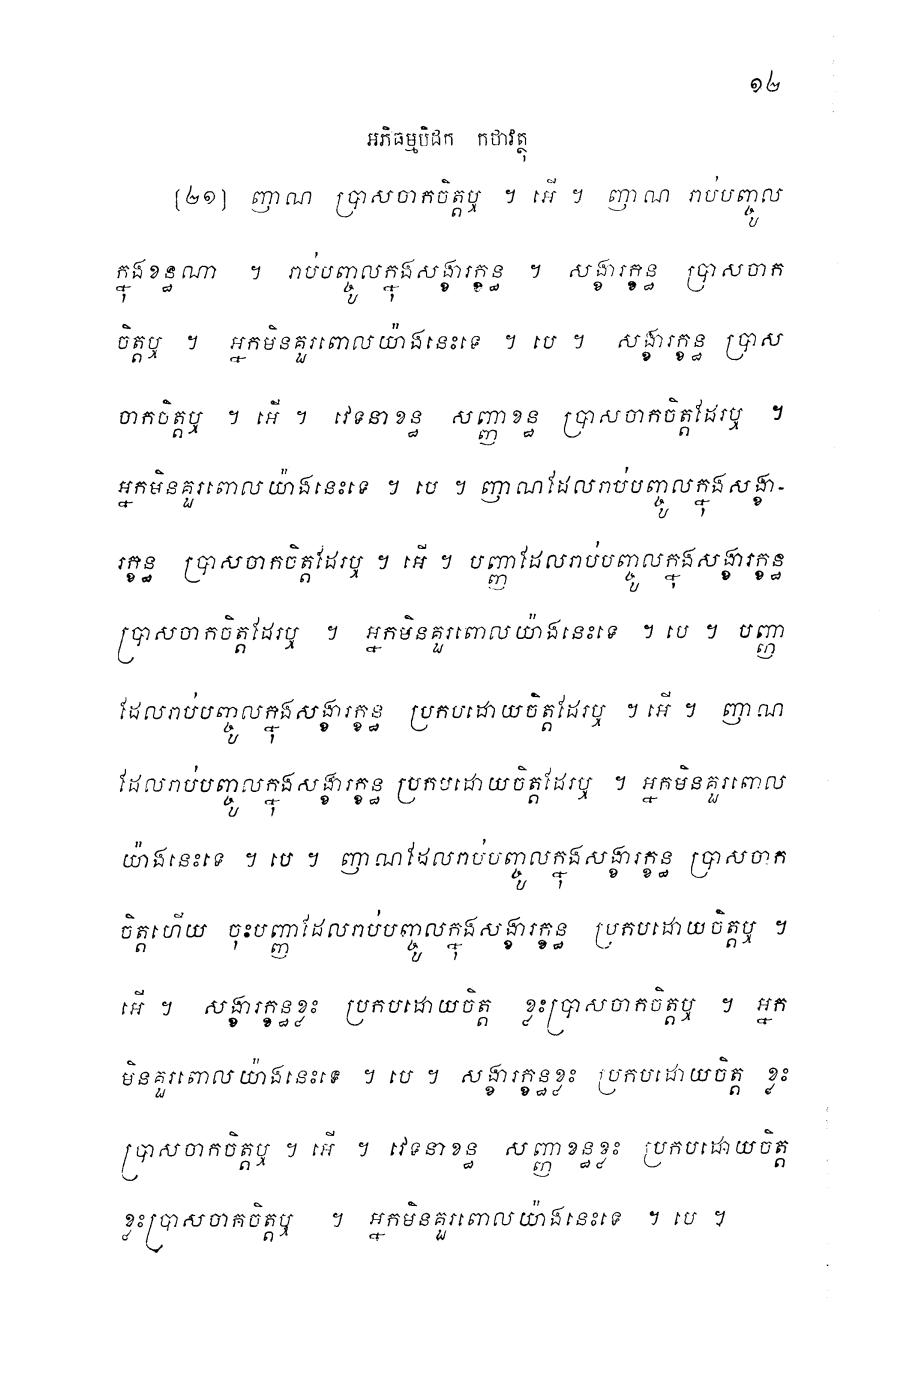 ១២
អភិធម្មបិដក កថាវត្ថុ
[២១] ញាណ ប្រាសចាកចិត្តឬ ។ អើ ។ ញាណ រាប់បញ្ចូល
ក្នុងខន្ធណា ។ រាប់បញ្ចូលក្នុងសង្ខារក្ខន្ធ ។ សង្ខារក្ខន្ធ ប្រាសចាក
ចិត្តឬ ។ អ្នកមិនគួរពោលយ៉ាងនេះទេ ។ បេ ។ សង្ខារក្ខន្ធ ប្រាស
ចាកចិត្តឬ ។ អើ ។ វេទនាខន្ធ សញ្ញាខន្ធ ប្រាសចាកចិត្តដែរឬ ។
អ្នកមិនគួរពោលយ៉ាងនេះទេ ។ បេ ។ ញាណដែលរាប់បញ្ចូលក្នុងសង្ខា-
រក្ខន្ធ ប្រាសចាកចិត្តដែរឬ ។ អើ ។ បញ្ញាដែលរាប់បញ្ចូលក្នុងសង្ខារក្ខន្ធ
ប្រាសចាកចិត្តដែរឬ ។ អ្នកមិនគួរពោលយ៉ាងនេះទេ ។ បេ ។ បញ្ញា
ដែលរាប់បញ្ចូលក្នុងសង្ខារក្ខន្ធ ប្រកបដោយចិត្តដែរឬ ។ អើ ។ ញាណ
ដែលរាប់បញ្ចូលក្នុងសង្ខារក្ខន្ធ ប្រកបដោយចិត្តដែរឬ ។ អ្នកមិនគួរពោល
យ៉ាងនេះទេ ។ បេ ។ ញាណដែលរាប់បញ្ចូលក្នុងសង្ខារក្ខន្ធ ប្រាសចាក
ចិត្តហើយ ចុះបញ្ញាដែលរាប់បញ្ចូលក្នុងសង្ខារក្ខន្ធ ប្រកបដោយចិត្តឬ ។
អើ ។ សង្ខារក្ខន្ធខ្លះ ប្រកបដោយចិត្ត ខ្លះប្រាសចាកចិត្តឬ ។ អ្នក
មិនគួរពោលយ៉ាងនេះទេ ។ បេ ។ សង្ខារក្ខន្ធខ្លះ ប្រកបដោយចិត្ត ខ្លះ
ប្រាសចាកចិត្តឬ ។ អើ ។ វេទនាខន្ធ សញ្ញាខន្ធខ្លះ ប្រកបដោយចិត្ត
ខ្លះប្រាសចាកចិត្តឬ ។ អ្នកមិនគួរពោលយ៉ាងនេះទេ ។ បេ ។